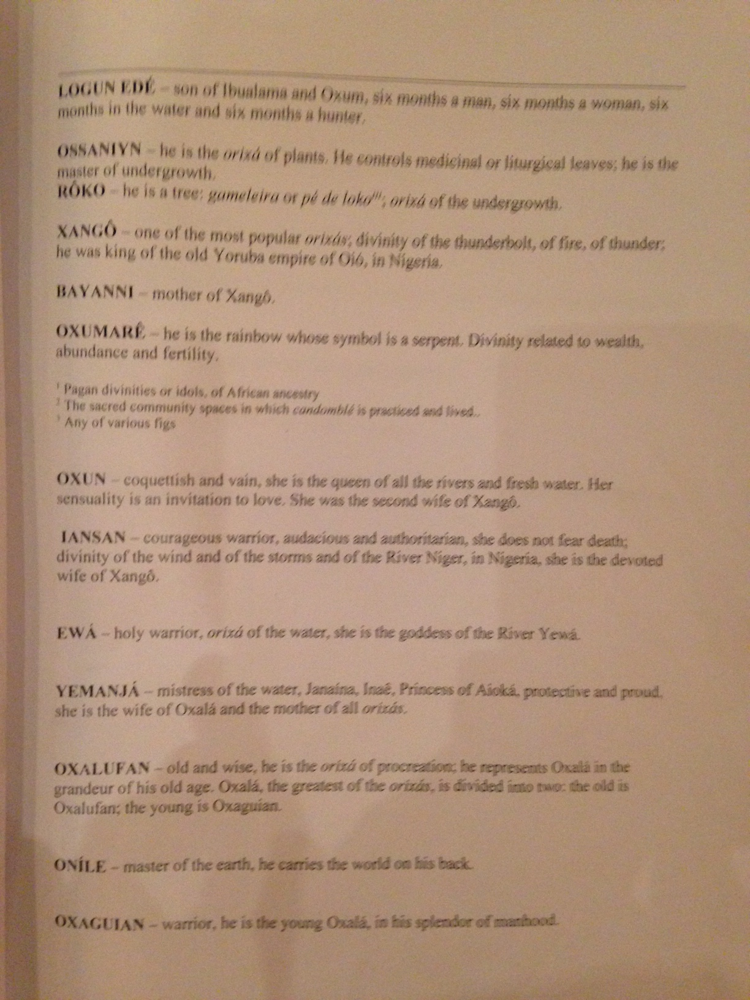 LOGUN EDÉ – son of Ibualama and Oxum, six months a man, six months a woman, six
months in the water and six months a hunter.
OSSANIYN – he is the orixá of plants. He controls medicinal or liturgical leaves; he is the
master of undergrowth.
RÔKO – he is a tree: gameleira or pé de loko³; orixá of the undergrowth.
XANGÔ – one of the most popular orixás; divinity of the thunderbolt, of fire, of thunder;
he was king of the old Yoruba empire of Oió, in Nigeria.
BAYANNI – mother of Xangô.
OXUMARÊ – he is the rainbow whose symbol is a serpent. Divinity related to wealth,
abundance and fertility.
¹ Pagan divinities or idols, of African ancestry
² The sacred community spaces in which candomblé is practiced and lived..
³ Any of various figs
OXUN – coquettish and vain, she is the queen of all the rivers and fresh water. Her
sensuality is an invitation to love. She was the second wife of Xangô.
IANSAN – courageous warrior, audacious and authoritarian, she does not fear death;
divinity of the wind and of the storms and of the River Niger, in Nigeria, she is the devoted
wife of Xangô.
EWÁ – holy warrior, orixá of the water, she is the goddess of the River Yewá.
YEMANJÁ – mistress of the water, Janaína, Inaê, Princess of Aioká, protective and proud,
she is the wife of Oxalá and the mother of all orixás.
OXALUFAN – old and wise, he is the orixá of procreation; he represents Oxalá in the
grandeur of his old age. Oxalá, the greatest of the orixás, is divided into two: the old is
Oxalufan; the young is Oxaguian.
ONÍLE – master of the earth, he carries the world on his back.
OXAGUIAN – warrior, he is the young Oxalá, in his splendor of manhood.